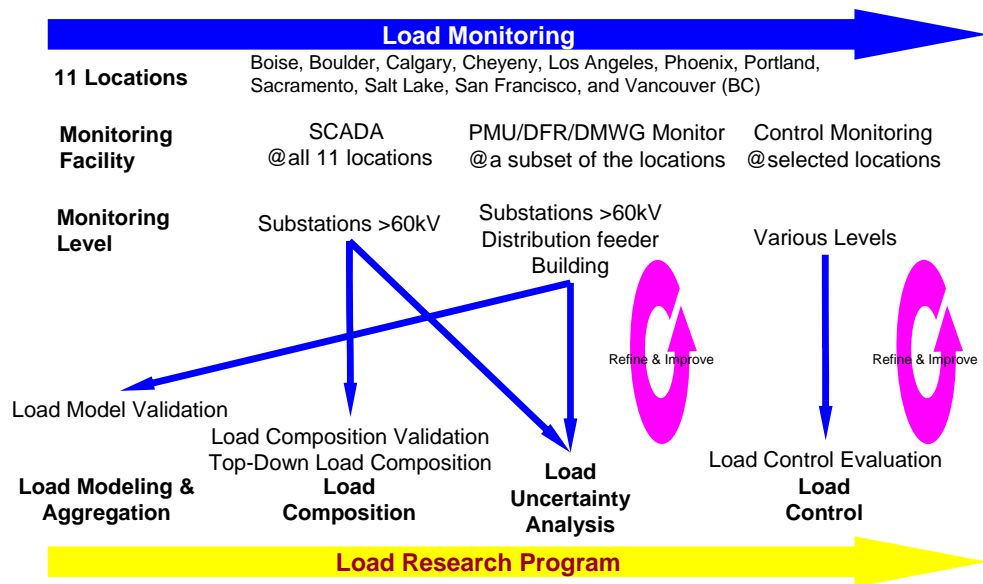 Load Monitoring
11 Locations
Boise, Boulder, Calgary, Cheyeny, Los Angeles, Phoenix, Portland,
Sacramento, Salt Lake, San Francisco, and Vancouver (BC)
Monitoring
Facility
SCADA
@all 11 locations
PMU/DFR/DMWG Monitor
@a subset of the locations
Control Monitoring
@selected locations
Monitoring
Level
Substations >60kV
Substations >60kV
Distribution feeder
Building
Various Levels
Refine & Improve
Refine & Improve
Load Model Validation
Load Composition Validation
Top-Down Load Composition
Load Control Evaluation
Load Modeling &
Aggregation
Load
Composition
Load
Uncertainty
Analysis
Load
Control
Load Research Program